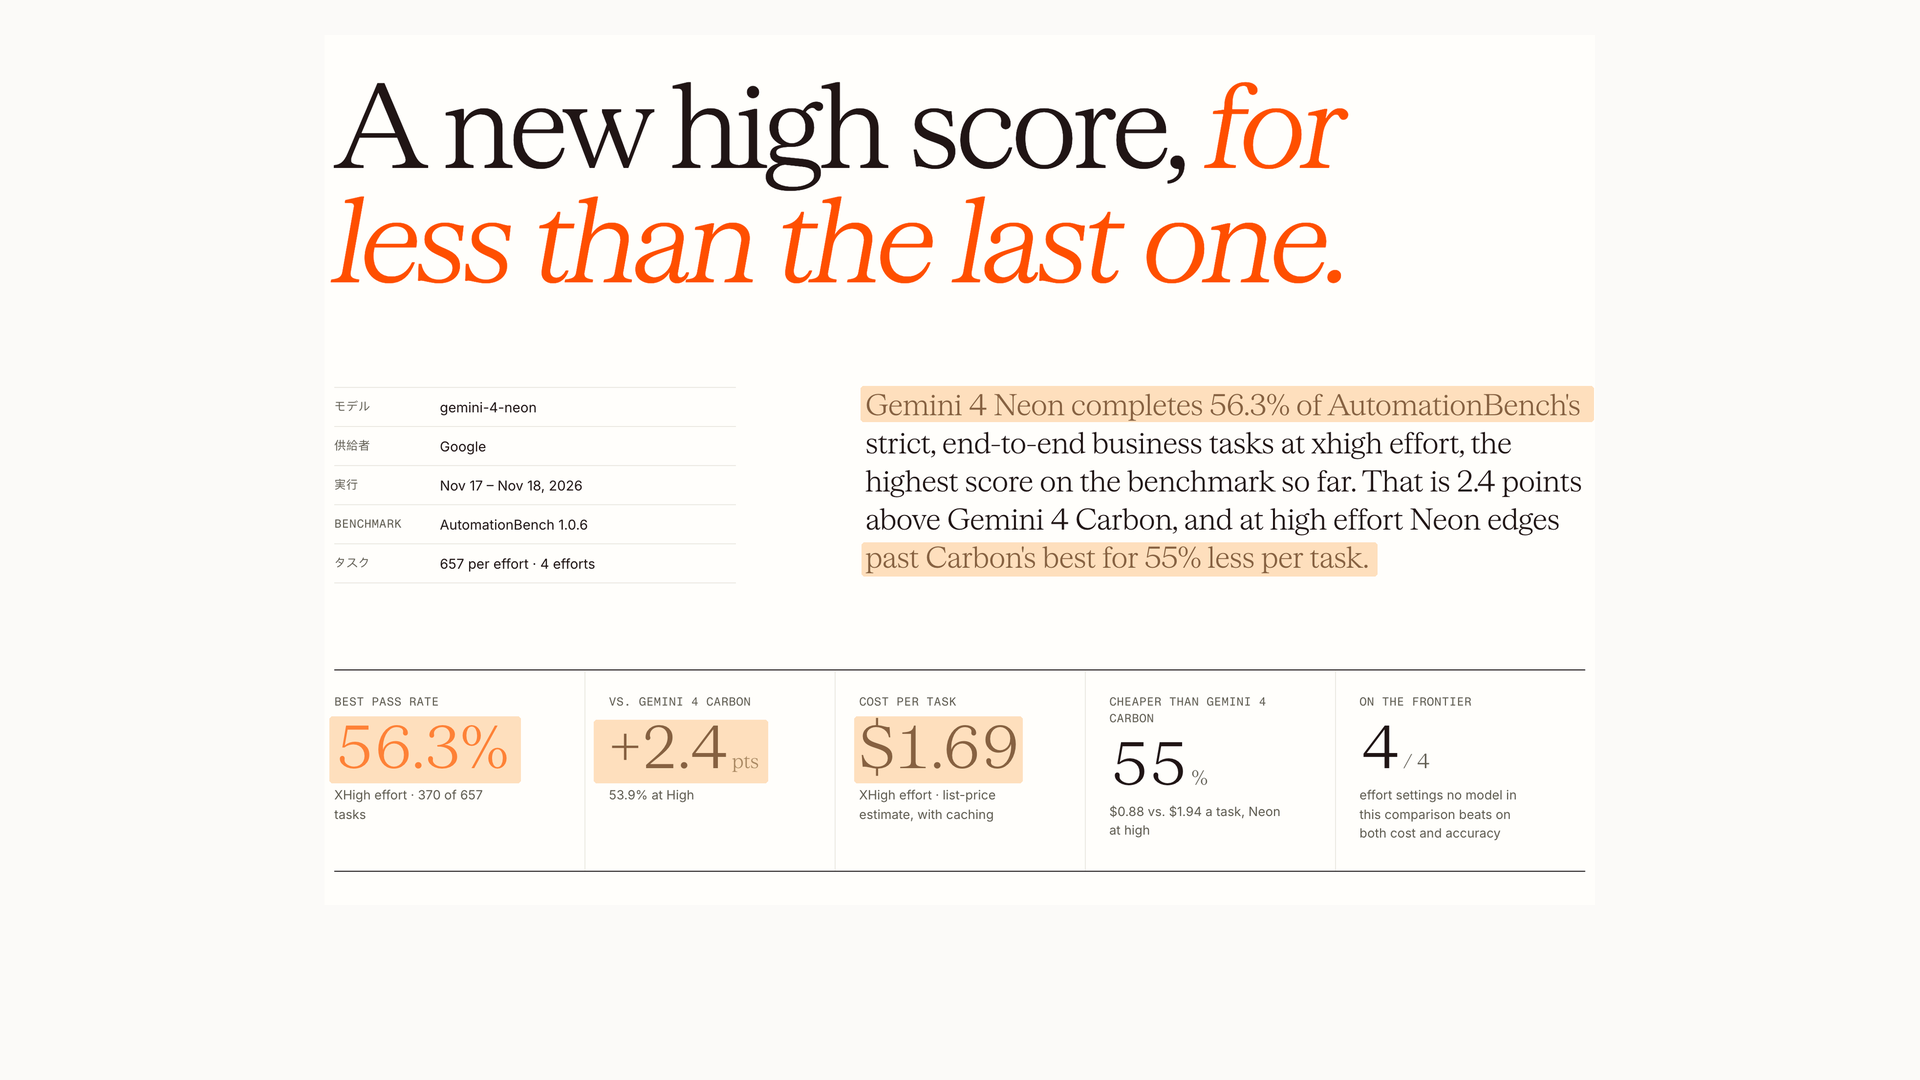 A new high score, for
less than the last one.
モデル gemini-4-neon
供給者 Google
実行 Nov 17 – Nov 18, 2026
BENCHMARK AutomationBench 1.0.6
タスク 657 per effort · 4 efforts
Gemini 4 Neon completes 56.3% of AutomationBench's
strict, end-to-end business tasks at xhigh effort, the
highest score on the benchmark so far. That is 2.4 points
above Gemini 4 Carbon, and at high effort Neon edges
past Carbon's best for 55% less per task.
BEST PASS RATE
56.3%
XHigh effort · 370 of 657
tasks
VS. GEMINI 4 CARBON
+2.4 pts
53.9% at High
COST PER TASK
$1.69
XHigh effort · list-price
estimate, with caching
CHEAPER THAN GEMINI 4
CARBON
55 %
$0.88 vs. $1.94 a task, Neon
at high
ON THE FRONTIER
4 / 4
effort settings no model in
this comparison beats on
both cost and accuracy